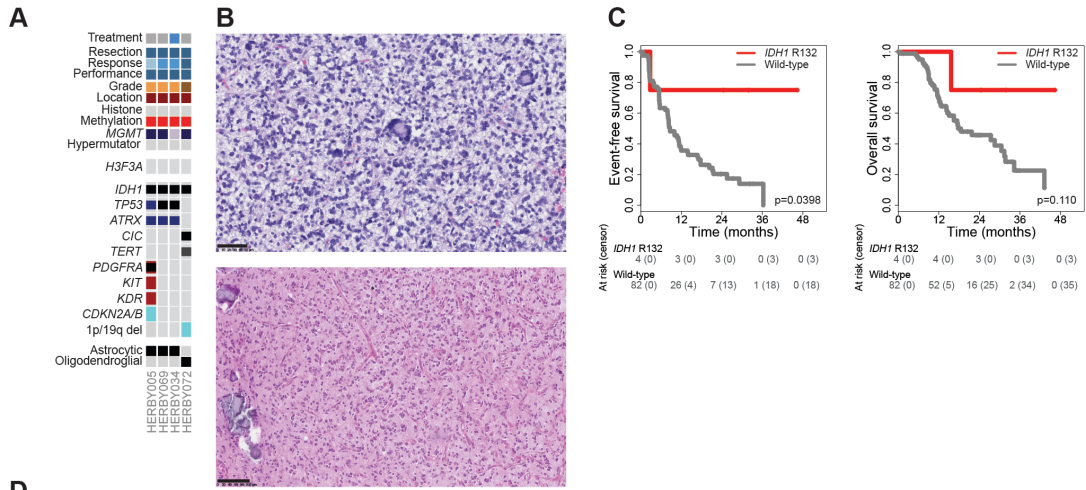 A
Treatment
Resection
Response
Performance
Grade
Location
Histone
Methylation
MGMT
Hypermutator
H3F3A
IDH1
TP53
ATRX
CIC
TERT
PDGFRA
KIT
KDR
CDKN2A/B
1p/19q del
Astrocytic
Oligodendroglial
HERBY005
HERBY069
HERBY034
HERBY072
B
C
Event-free survival
1.0
0.8
0.6
0.4
0.2
0.0
IDH1 R132
Wild-type
p=0.0398
0 12 24 36 48
Time (months)
At risk (censor)
IDH1 R132
4 (0) 3 (0) 3 (0) 0 (3) 0 (3)
Wild-type
82 (0) 26 (4) 7 (13) 1 (18) 0 (18)
Overall survival
1.0
0.8
0.6
0.4
0.2
0.0
IDH1 R132
Wild-type
p=0.110
0 12 24 36 48
Time (months)
At risk (censor)
IDH1 R132
4 (0) 4 (0) 3 (0) 0 (3) 0 (3)
Wild-type
82 (0) 52 (5) 16 (25) 2 (34) 0 (35)